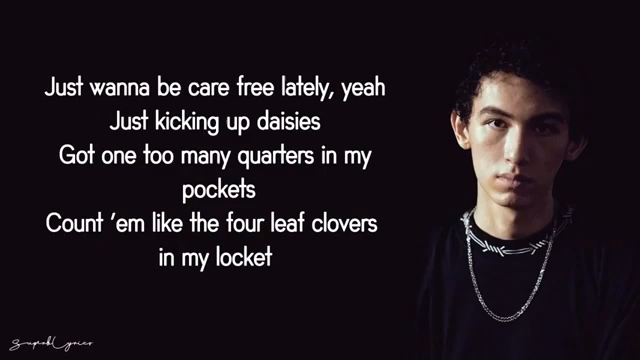 Just wanna be care free lately, yeah
Just kicking up daisies
Got one too many quarters in my
pockets
Count 'em like the four leaf clovers
in my locket
SuperbLyrics